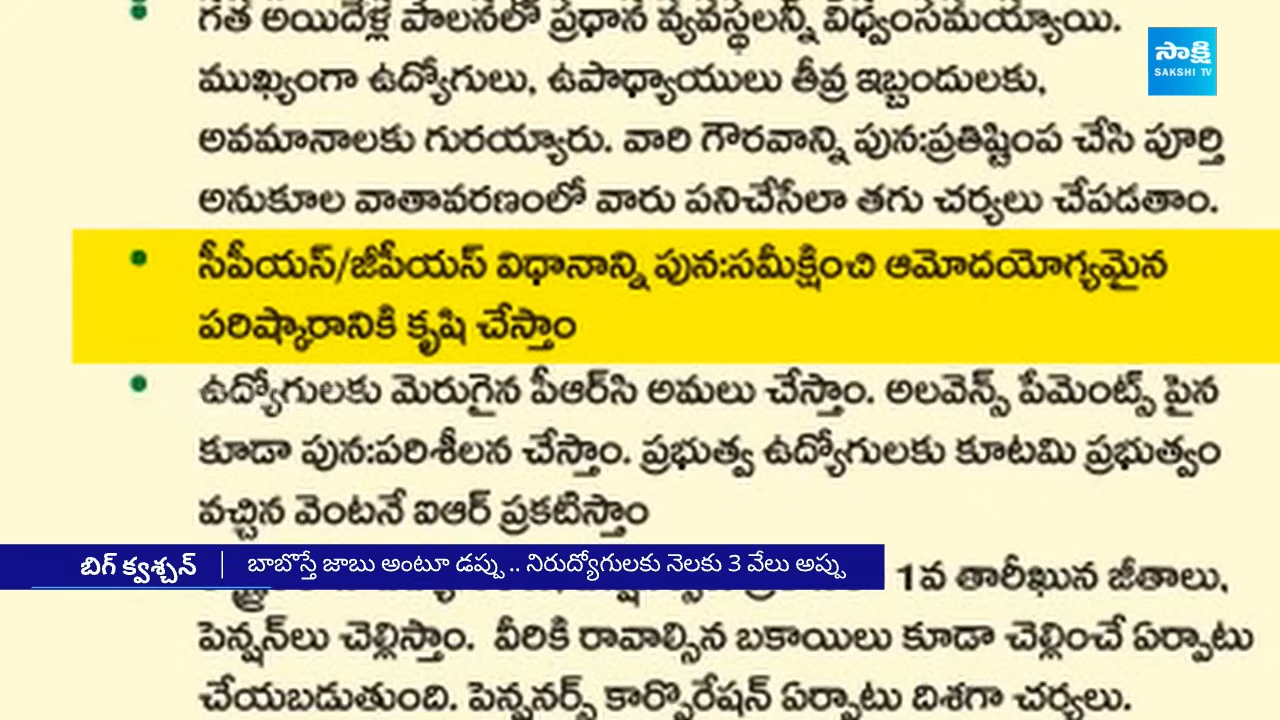 గత అయిదేళ్ల పాలనలో ప్రధాన వ్యవస్థలన్నీ విధ్వంసమయ్యాయి.
ముఖ్యంగా ఉద్యోగులు, ఉపాధ్యాయులు తీవ్ర ఇబ్బందులకు,
అవమానాలకు గురయ్యారు. వారి గౌరవాన్ని పున:ప్రతిష్టింప చేసి పూర్తి
అనుకూల వాతావరణంలో వారు పనిచేసేలా తగు చర్యలు చేపడతాం.
సీపీయస్/జీపీయస్ విధానాన్ని పున:సమీక్షించి ఆమోదయోగ్యమైన
పరిష్కారానికి కృషి చేస్తాం
ఉద్యోగులకు మెరుగైన పీఆర్‌సి అమలు చేస్తాం. అలవెన్స్ పేమెంట్స్ పైన
కూడా పున:పరిశీలన చేస్తాం. ప్రభుత్వ ఉద్యోగులకు కూటమి ప్రభుత్వం
వచ్చిన వెంటనే ఐఆర్ ప్రకటిస్తాం
1వ తారీఖున జీతాలు,
పెన్షన్‌లు చెల్లిస్తాం. వీరికి రావాల్సిన బకాయిలు కూడా చెల్లించే ఏర్పాటు
చేయబడుతుంది. పెన్షనర్స్ కార్పొరేషన్ ఏర్పాటు దిశగా చర్యలు.
సాక్షి
SAKSHI TV
బిగ్ క్వశ్చన్ | బాబొస్తే జాబు అంటూ డప్పు .. నిరుద్యోగులకు నెలకు 3 వేలు అప్పు